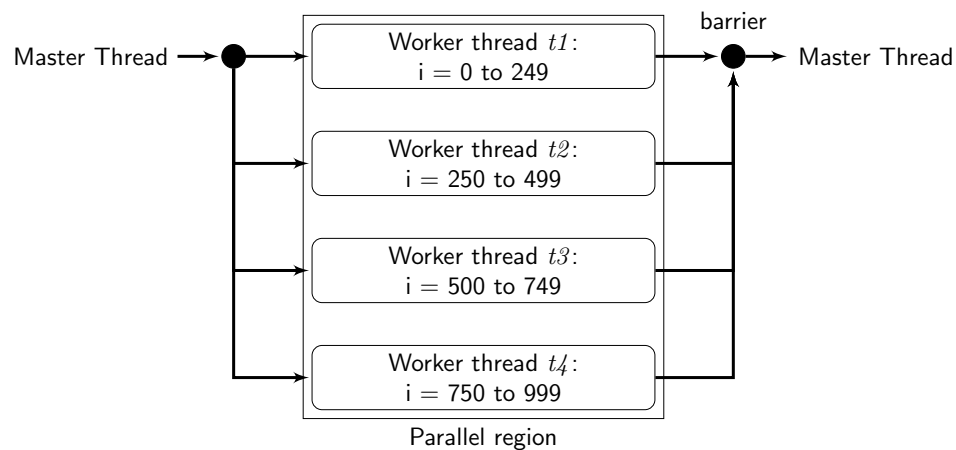 barrier
Master Thread
Worker thread t1:
i = 0 to 249
Master Thread
Worker thread t2:
i = 250 to 499
Worker thread t3:
i = 500 to 749
Worker thread t4:
i = 750 to 999
Parallel region